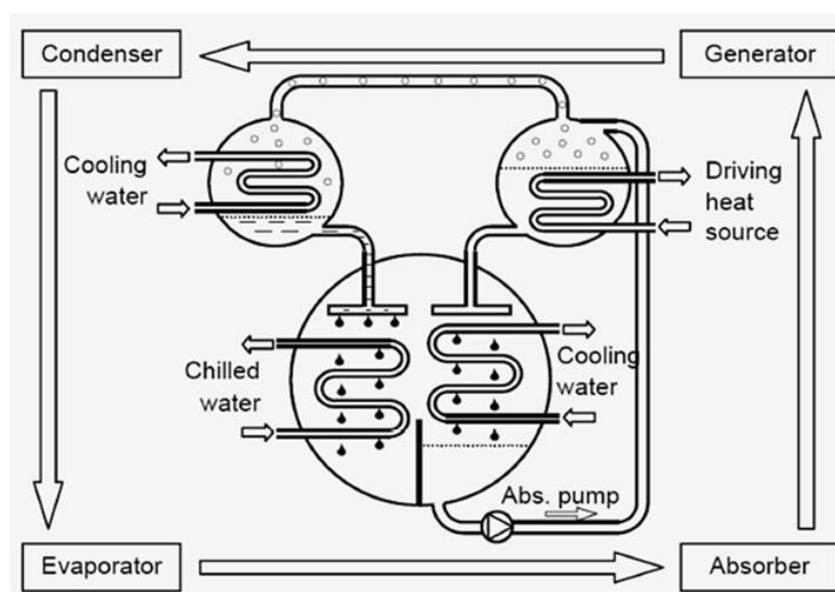 Condenser
Generator
Cooling
water
Driving
heat
source
Chilled
water
Cooling
water
Abs. pump
Evaporator
Absorber